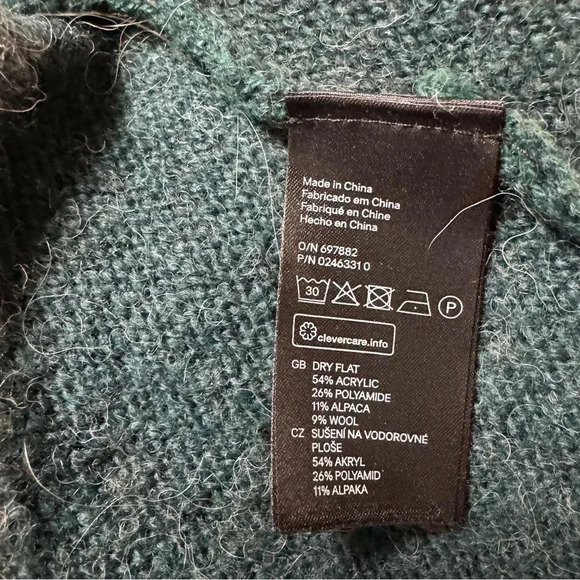 Made in China
Fabricado em China
Fabriqué en Chine
Hecho en China
O/N 697882
P/N 0246331 0
30 P
clevercare.info
GB DRY FLAT
54% ACRYLIC
26% POLYAMIDE
11% ALPACA
9% WOOL
CZ SUŠENÍ NA VODOROVNÉ
PLOŠE
54% AKRYL
26% POLYAMID
11% ALPAKA